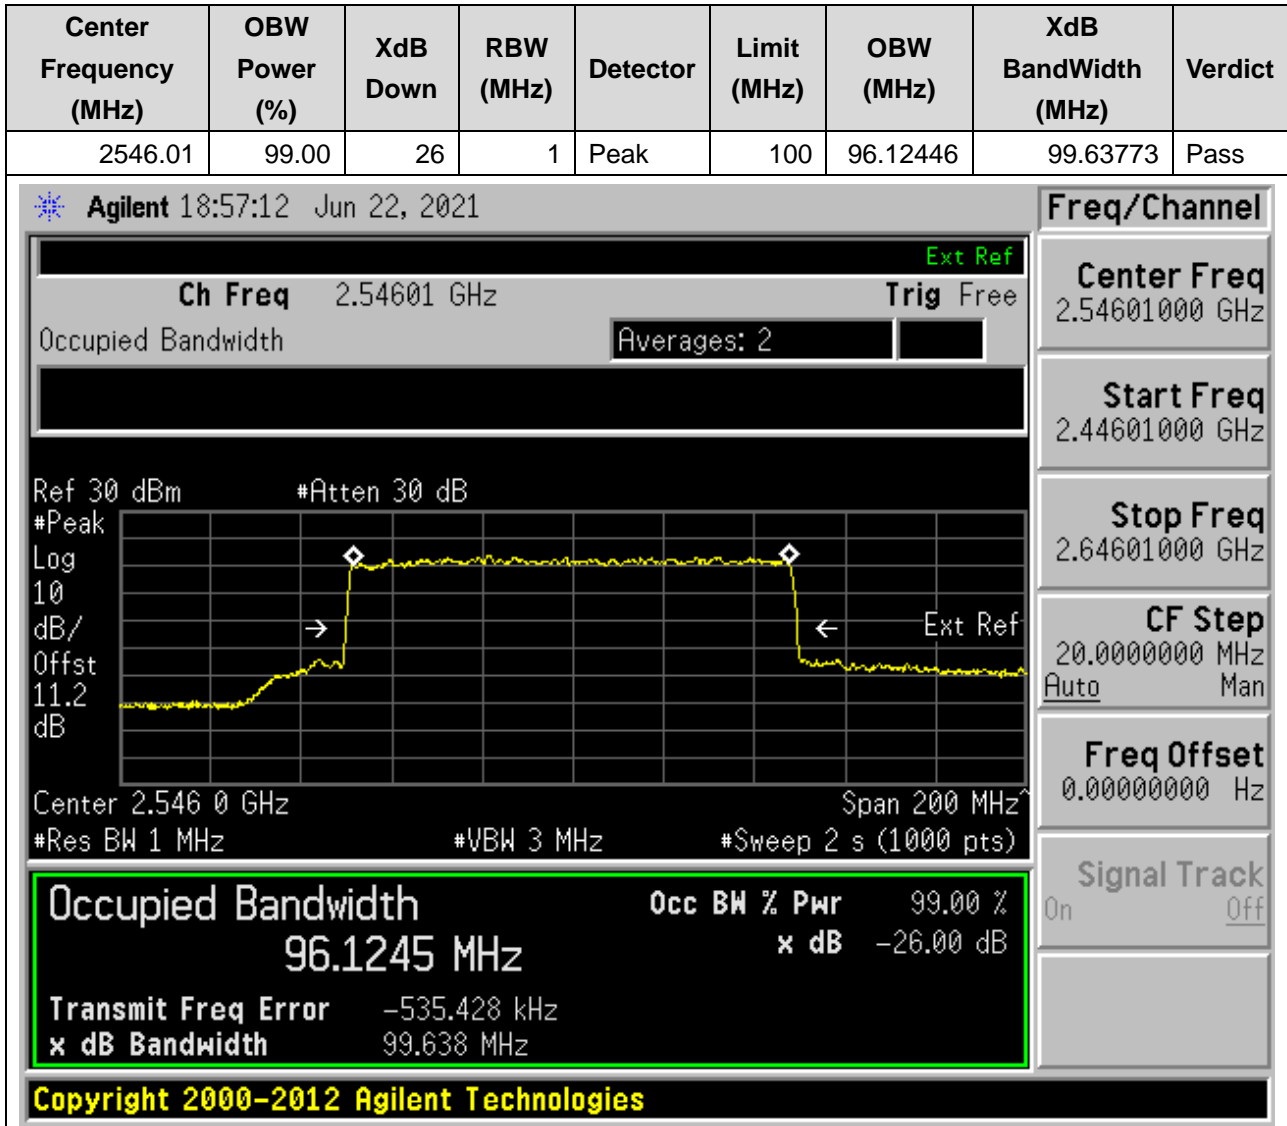 Center Frequency (MHz) OBW Power (%) XdB Down RBW (MHz) Detector Limit (MHz) OBW (MHz) XdB BandWidth (MHz) Verdict
2546.01 99.00 26 1 Peak 100 96.12446 99.63773 Pass
Agilent 18:57:12 Jun 22, 2021
Freq/Channel
Ext Ref
Ch Freq 2.54601 GHz Trig Free
Occupied Bandwidth Averages: 2
Center Freq
2.54601000 GHz
Start Freq
2.44601000 GHz
Stop Freq
2.64601000 GHz
CF Step
20.0000000 MHz
Auto Man
Freq Offset
0.00000000 Hz
Signal Track
On Off
Ref 30 dBm #Atten 30 dB
#Peak
Log
10
dB/
Offst
11.2
dB
Ext Ref
Center 2.546 0 GHz Span 200 MHz^
#Res BW 1 MHz #VBW 3 MHz #Sweep 2 s (1000 pts)
Occupied Bandwidth Occ BW % Pwr 99.00 %
96.1245 MHz x dB -26.00 dB
Transmit Freq Error -535.428 kHz
x dB Bandwidth 99.638 MHz
Copyright 2000-2012 Agilent Technologies